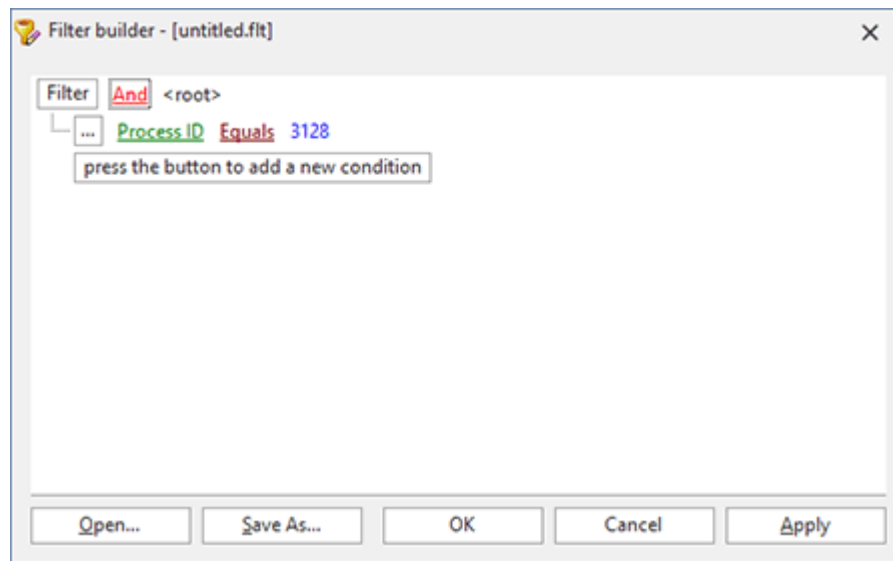 Filter builder - [untitled.flt]
Filter And <root>
... Process ID Equals 3128
press the button to add a new condition
Open... Save As... OK Cancel Apply